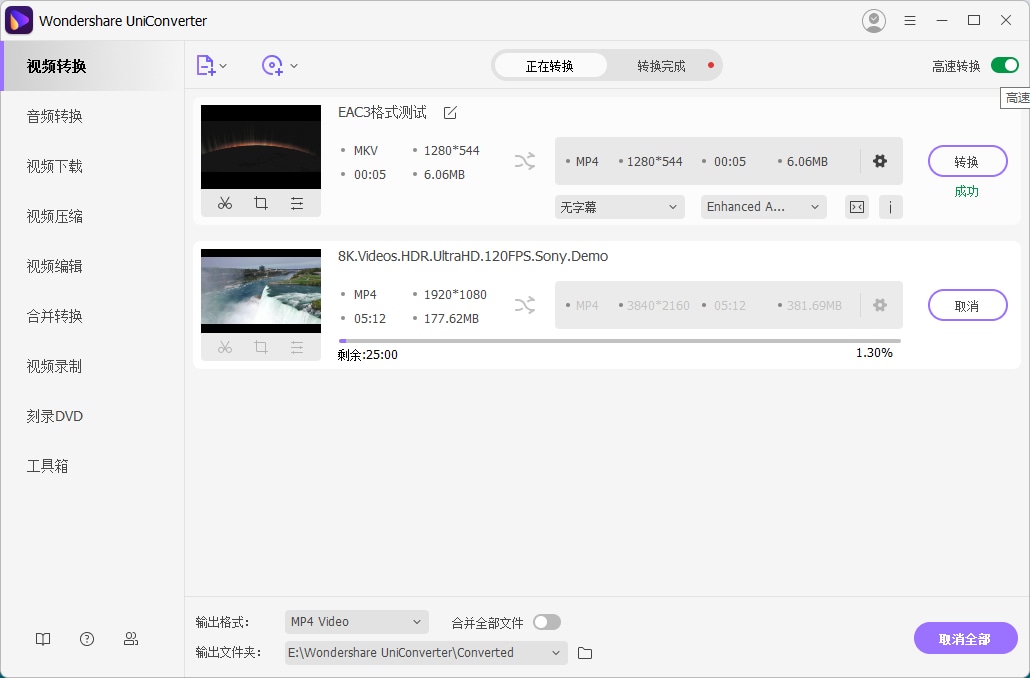 Wondershare UniConverter
视频转换
音频转换
视频下载
视频压缩
视频编辑
合并转换
视频录制
刻录DVD
工具箱
正在转换 转换完成
高速转换
高速
EAC3格式测试
MKV 1280*544
00:05 6.06MB
MP4 1280*544 00:05 6.06MB
转换
成功
无字幕 Enhanced A...
8K.Videos.HDR.UltraHD.120FPS.Sony.Demo
MP4 1920*1080
05:12 177.62MB
MP4 3840*2160 05:12 381.69MB
取消
剩余:25:00 1.30%
输出格式: MP4 Video 合并全部文件
输出文件夹: E:\Wondershare UniConverter\Converted
取消全部